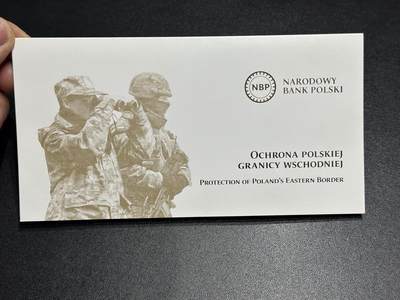 NBP
NARODOWY
BANK POLSKI
OCHRONA POLSKIEJ
GRANICY WSCHODNIEJ
PROTECTION OF POLAND'S EASTERN BORDER